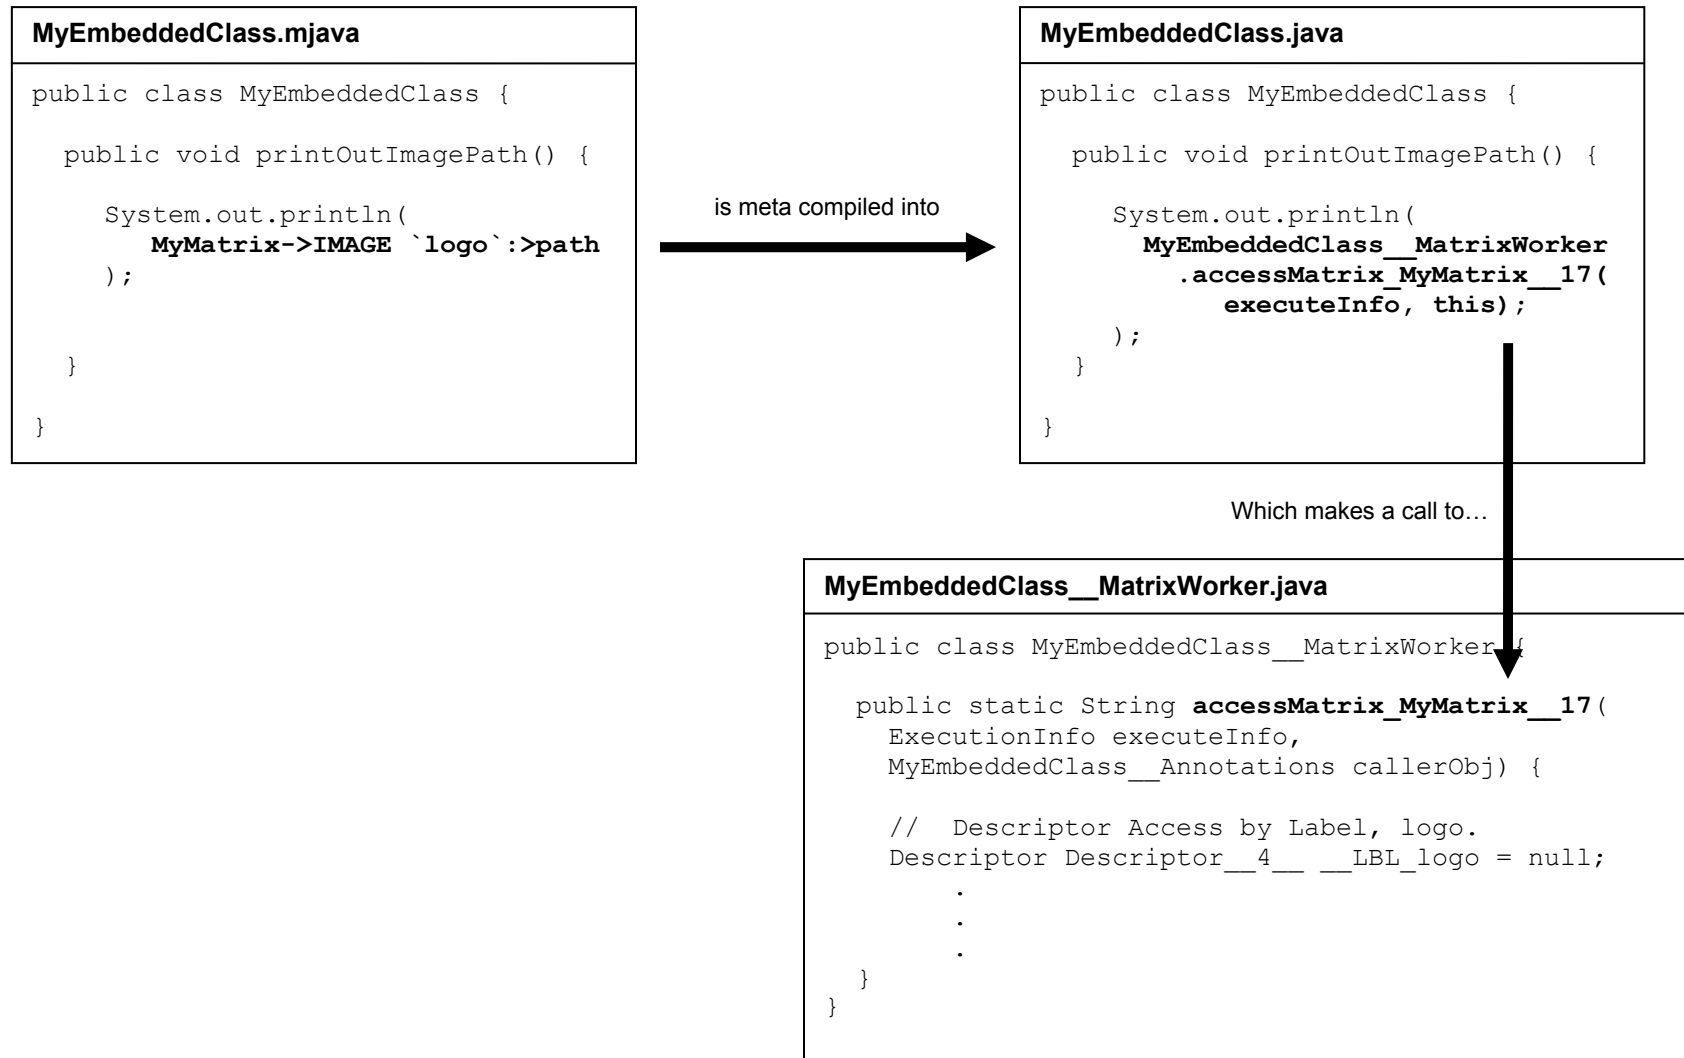 MyEmbeddedClass.mjava
public class MyEmbeddedClass {
public void printOutImagePath() {
System.out.println(
MyMatrix->IMAGE `logo`:>path
);
}
}
is meta compiled into
MyEmbeddedClass.java
public class MyEmbeddedClass {
public void printOutImagePath() {
System.out.println(
MyEmbeddedClass__MatrixWorker
.accessMatrix_MyMatrix__17(
executeInfo, this);
);
}
}
Which makes a call to…
MyEmbeddedClass__MatrixWorker.java
public class MyEmbeddedClass__MatrixWorker {
public static String accessMatrix_MyMatrix__17(
ExecutionInfo executeInfo,
MyEmbeddedClass__Annotations callerObj) {
//  Descriptor Access by Label, logo.
Descriptor Descriptor__4__ __LBL_logo = null;
.
.
.
}
}